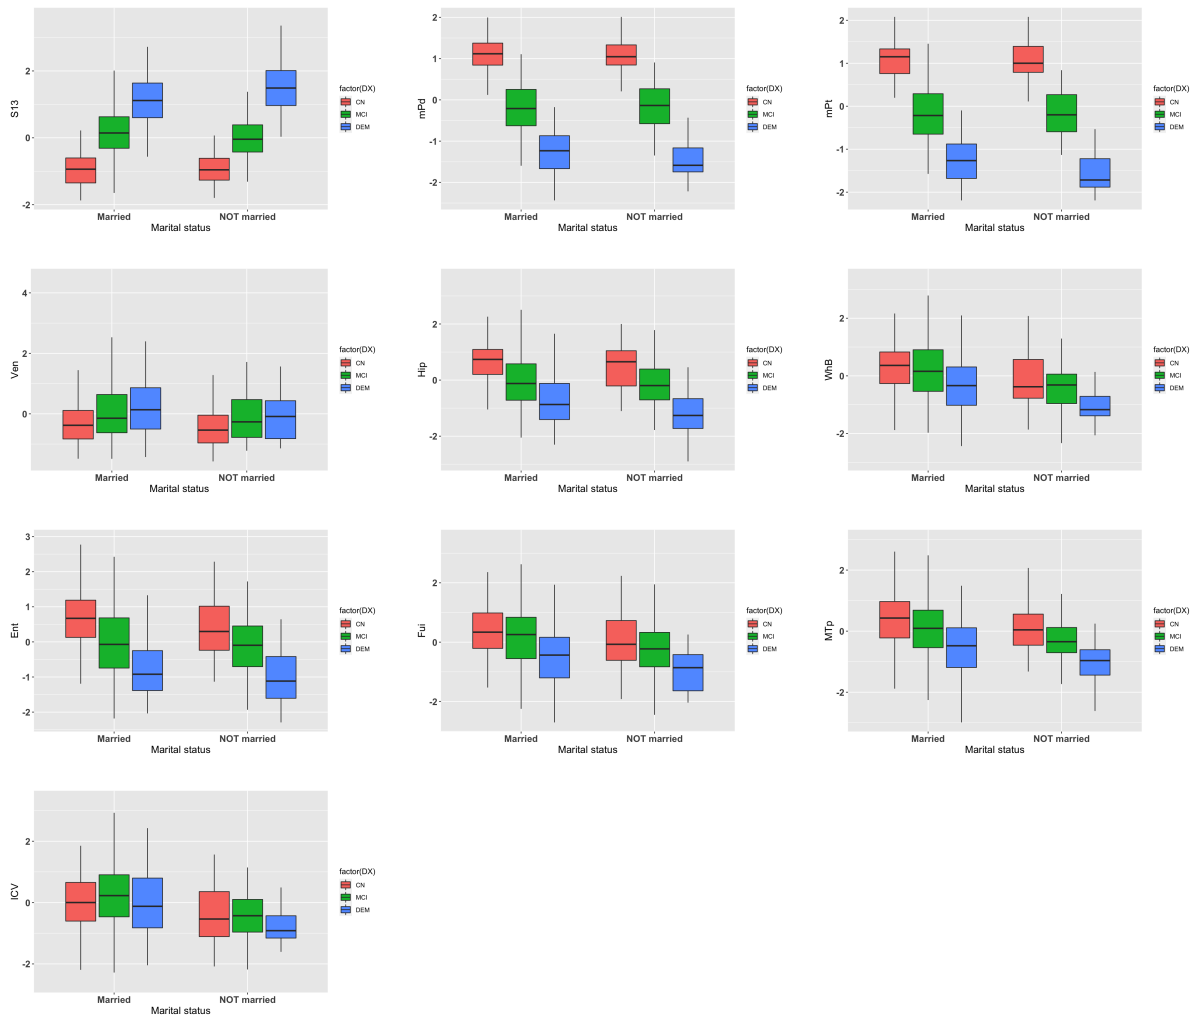 S13
2
0
-2
Married
NOT married
Marital status
factor(DX)
CN
MCI
DEM
mPd
2
1
0
-1
-2
Married
NOT married
Marital status
factor(DX)
CN
MCI
DEM
mPt
2
1
0
-1
-2
Married
NOT married
Marital status
factor(DX)
CN
MCI
DEM
Ven
4
2
0
Married
NOT married
Marital status
factor(DX)
CN
MCI
DEM
Hip
2
0
-2
Married
NOT married
Marital status
factor(DX)
CN
MCI
DEM
WhB
2
0
-2
Married
NOT married
Marital status
factor(DX)
CN
MCI
DEM
Ent
3
2
1
0
-1
-2
Married
NOT married
Marital status
factor(DX)
CN
MCI
DEM
Fui
2
0
-2
Married
NOT married
Marital status
factor(DX)
CN
MCI
DEM
MTp
2
0
-2
Married
NOT married
Marital status
factor(DX)
CN
MCI
DEM
ICV
2
0
-2
Married
NOT married
Marital status
factor(DX)
CN
MCI
DEM